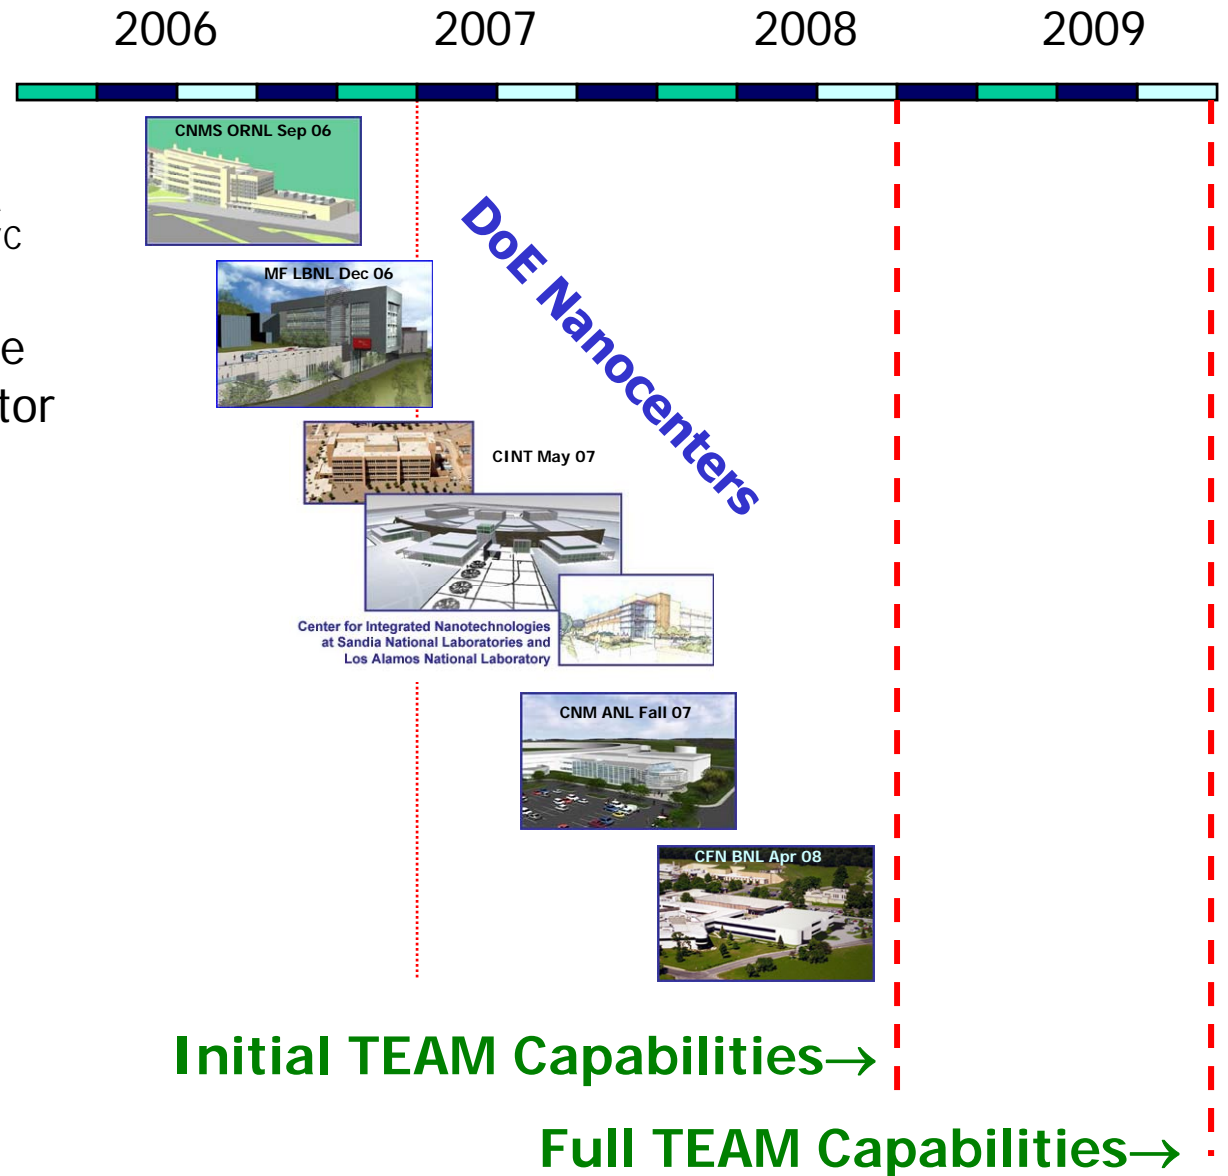 2006 2007 2008 2009
CNMS ORNL Sep 06
MF LBNL Dec 06
DoE Nanocenters
CINT May 07
Center for Integrated Nanotechnologies
at Sandia National Laboratories and
Los Alamos National Laboratory
CNM ANL Fall 07
CFN BNL Apr 08
Initial TEAM Capabilities→
Full TEAM Capabilities→